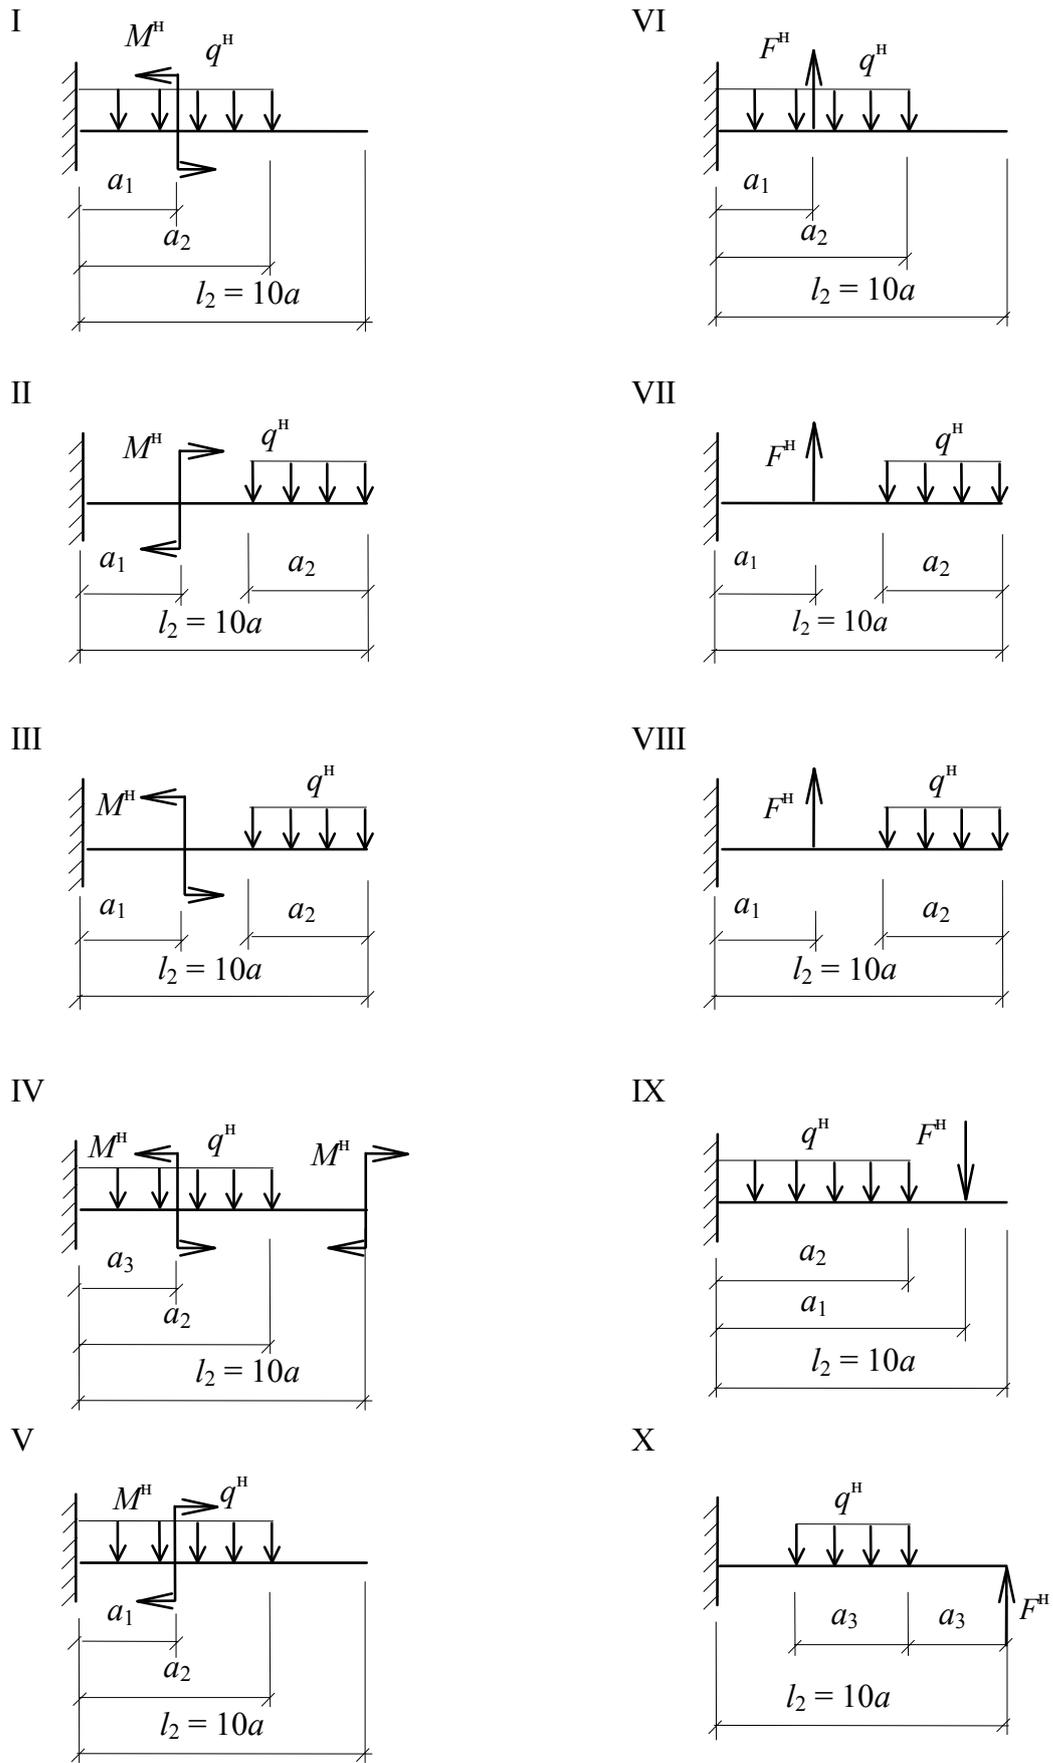 I
Mᴴ qᴴ
a₁
a₂
l₂ = 10a
II
Mᴴ qᴴ
a₁ a₂
l₂ = 10a
III
Mᴴ qᴴ
a₁ a₂
l₂ = 10a
IV
Mᴴ qᴴ Mᴴ
a₃
a₂
l₂ = 10a
V
Mᴴ qᴴ
a₁
a₂
l₂ = 10a
VI
Fᴴ qᴴ
a₁
a₂
l₂ = 10a
VII
Fᴴ qᴴ
a₁ a₂
l₂ = 10a
VIII
Fᴴ qᴴ
a₁ a₂
l₂ = 10a
IX
qᴴ Fᴴ
a₂
a₁
l₂ = 10a
X
qᴴ
a₃ a₃ Fᴴ
l₂ = 10a